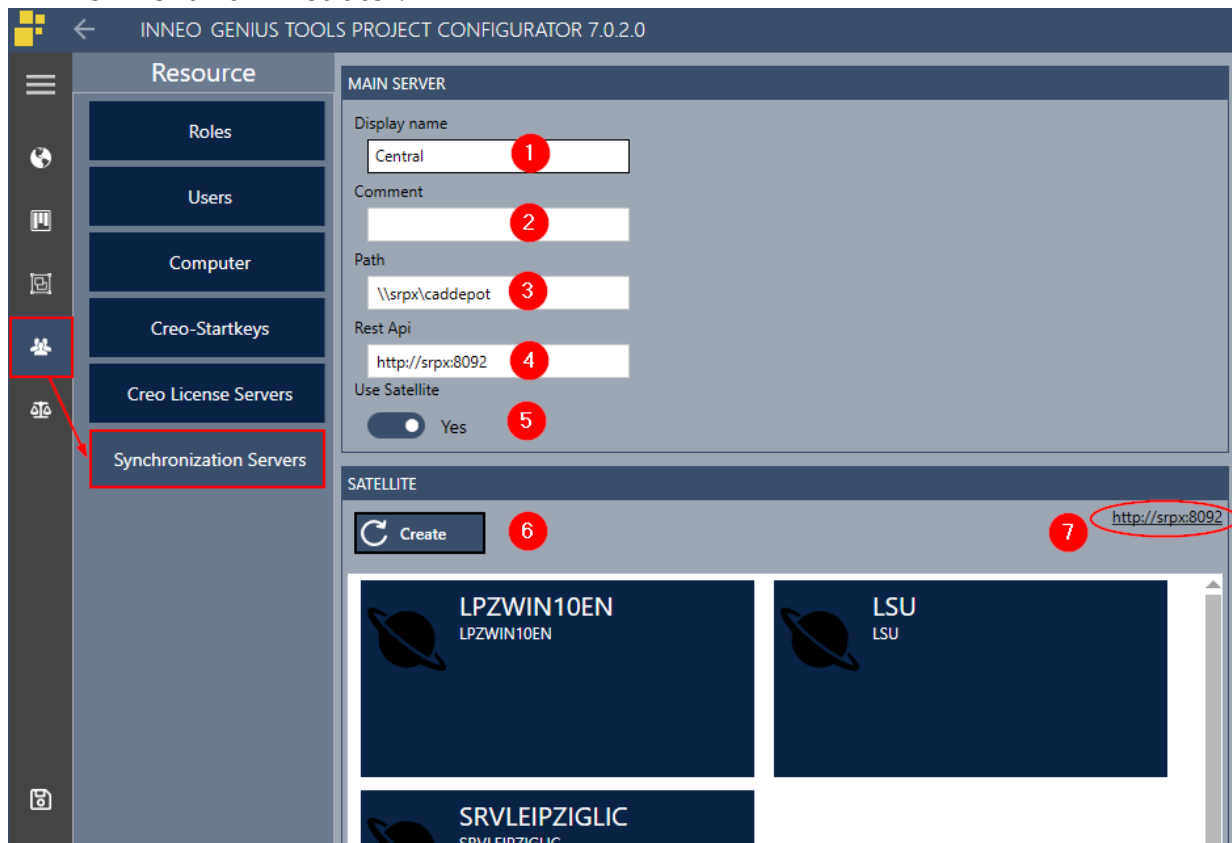 INNEO GENIUS TOOLS PROJECT CONFIGURATOR 7.0.2.0
Resource
Roles
Users
Computer
Creo-Startkeys
Creo License Servers
Synchronization Servers
MAIN SERVER
Display name
Central
1
Comment
2
Path
\\srpx\caddepot
3
Rest Api
http://srpx:8092
4
Use Satellite
Yes
5
SATELLITE
Create
6
7
http://srpx:8092
LPZWIN10EN
LPZWIN10EN
LSU
LSU
SRVLEIPZIGLIC
SRVLEIPZIGLIC